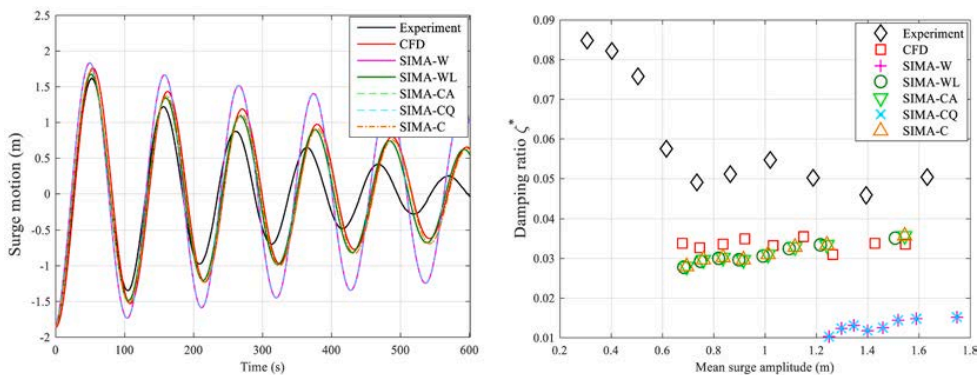 2.5
2
1.5
1
0.5
0
-0.5
-1
-1.5
-2
0
100
200
300
400
500
600
Surge motion (m)
Time (s)
Experiment
CFD
SIMA-W
SIMA-WL
SIMA-CA
SIMA-CQ
SIMA-C
0.09
0.08
0.07
0.06
0.05
0.04
0.03
0.02
0.01
0.2
0.4
0.6
0.8
1
1.2
1.4
1.6
1.8
Damping ratio ζ*
Mean surge amplitude (m)
Experiment
CFD
SIMA-W
SIMA-WL
SIMA-CA
SIMA-CQ
SIMA-C